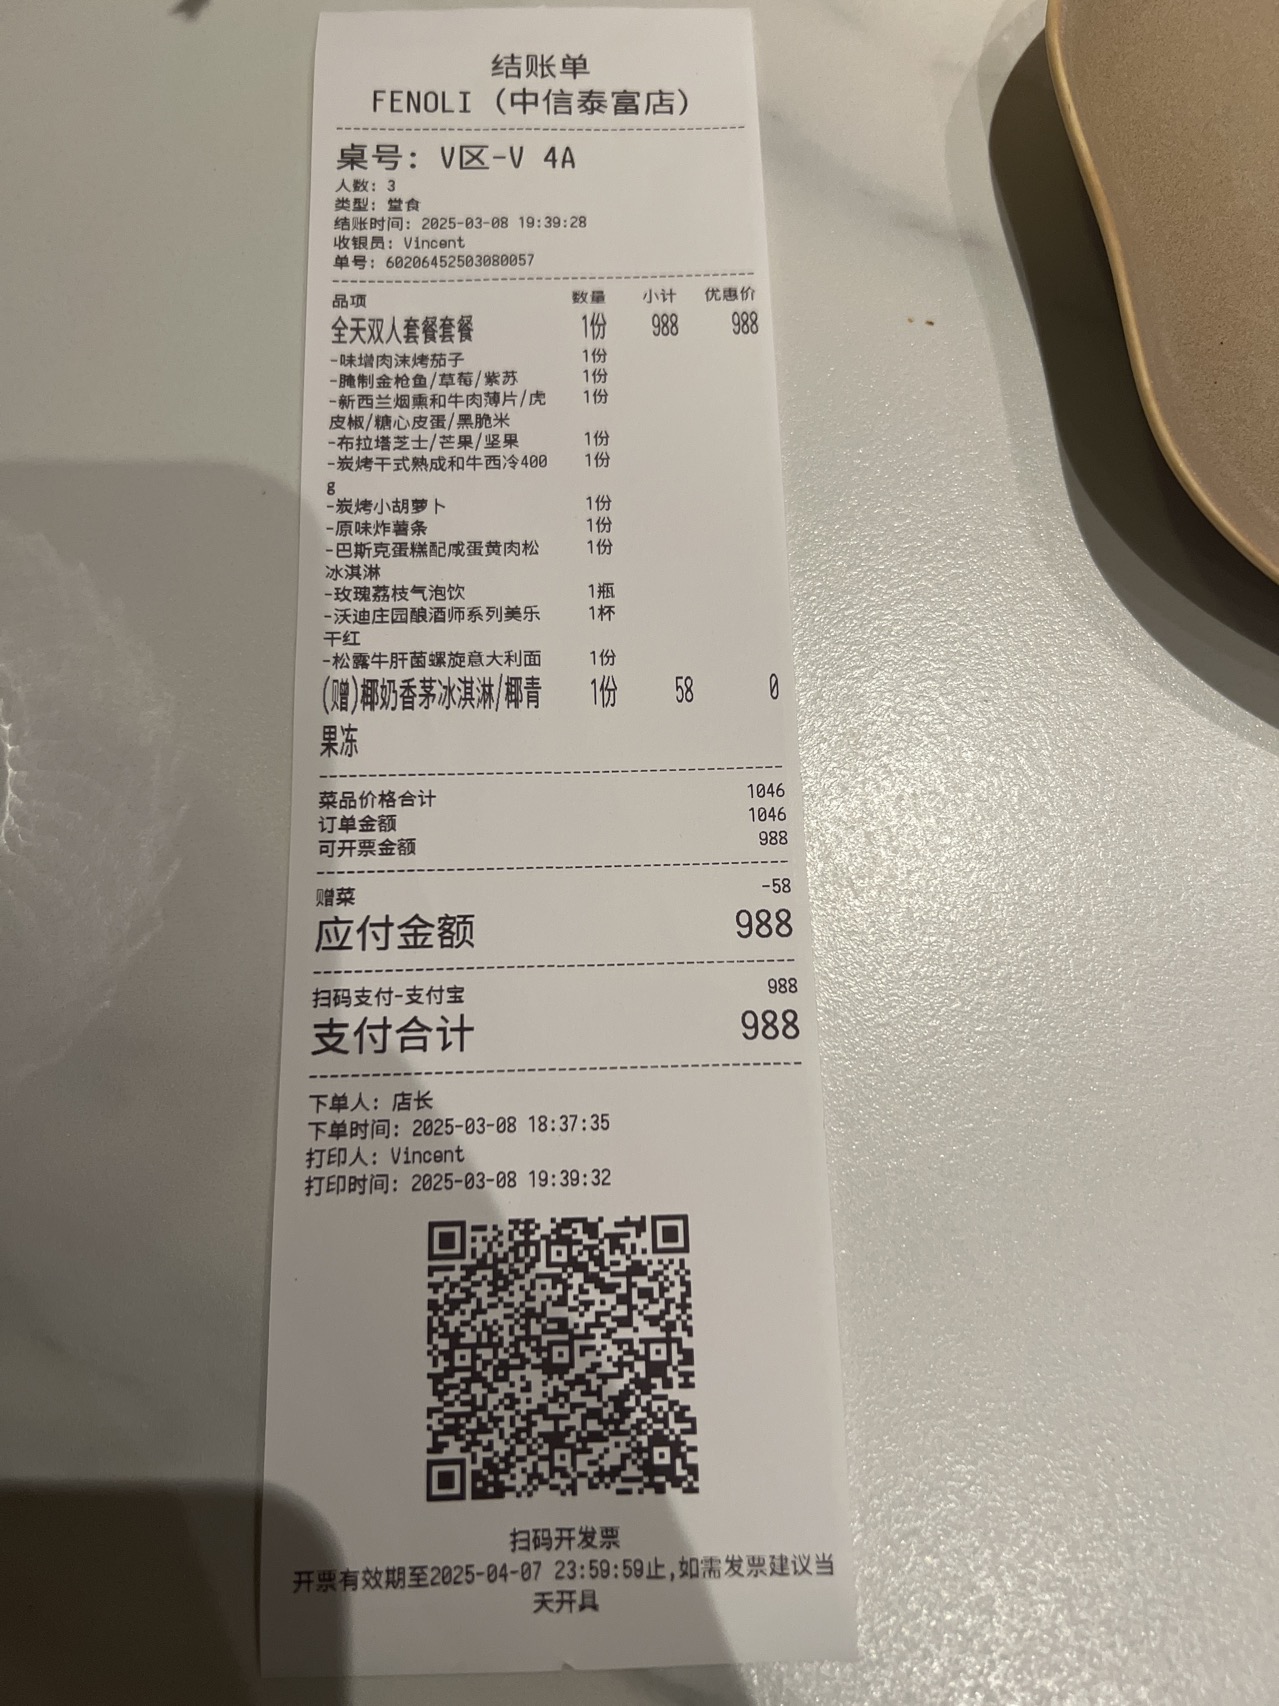 结账单
FENOLI（中信泰富店）
桌号: V区-V 4A
人数: 3
类型: 堂食
结账时间: 2025-03-08 19:39:28
收银员: Vincent
单号: 60206452503080057
品项 数量 小计 优惠价
全天双人套餐套餐 1份 988 988
-味增肉沫烤茄子 1份
-腌制金枪鱼/草莓/紫苏 1份
-新西兰烟熏和牛肉薄片/虎 1份
皮椒/糖心皮蛋/黑脆米
-布拉塔芝士/芒果/坚果 1份
-炭烤干式熟成和牛西冷400 1份
g
-炭烤小胡萝卜 1份
-原味炸薯条 1份
-巴斯克蛋糕配咸蛋黄肉松 1份
冰淇淋
-玫瑰荔枝气泡饮 1瓶
-沃迪庄园酿酒师系列美乐 1杯
干红
-松露牛肝菌螺旋意大利面 1份
(赠)椰奶香茅冰淇淋/椰青 1份 58 0
果冻
菜品价格合计 1046
订单金额 1046
可开票金额 988
赠菜 -58
应付金额 988
扫码支付-支付宝 988
支付合计 988
下单人: 店长
下单时间: 2025-03-08 18:37:35
打印人: Vincent
打印时间: 2025-03-08 19:39:32
扫码开发票
开票有效期至2025-04-07 23:59:59止,如需发票建议当
天开具